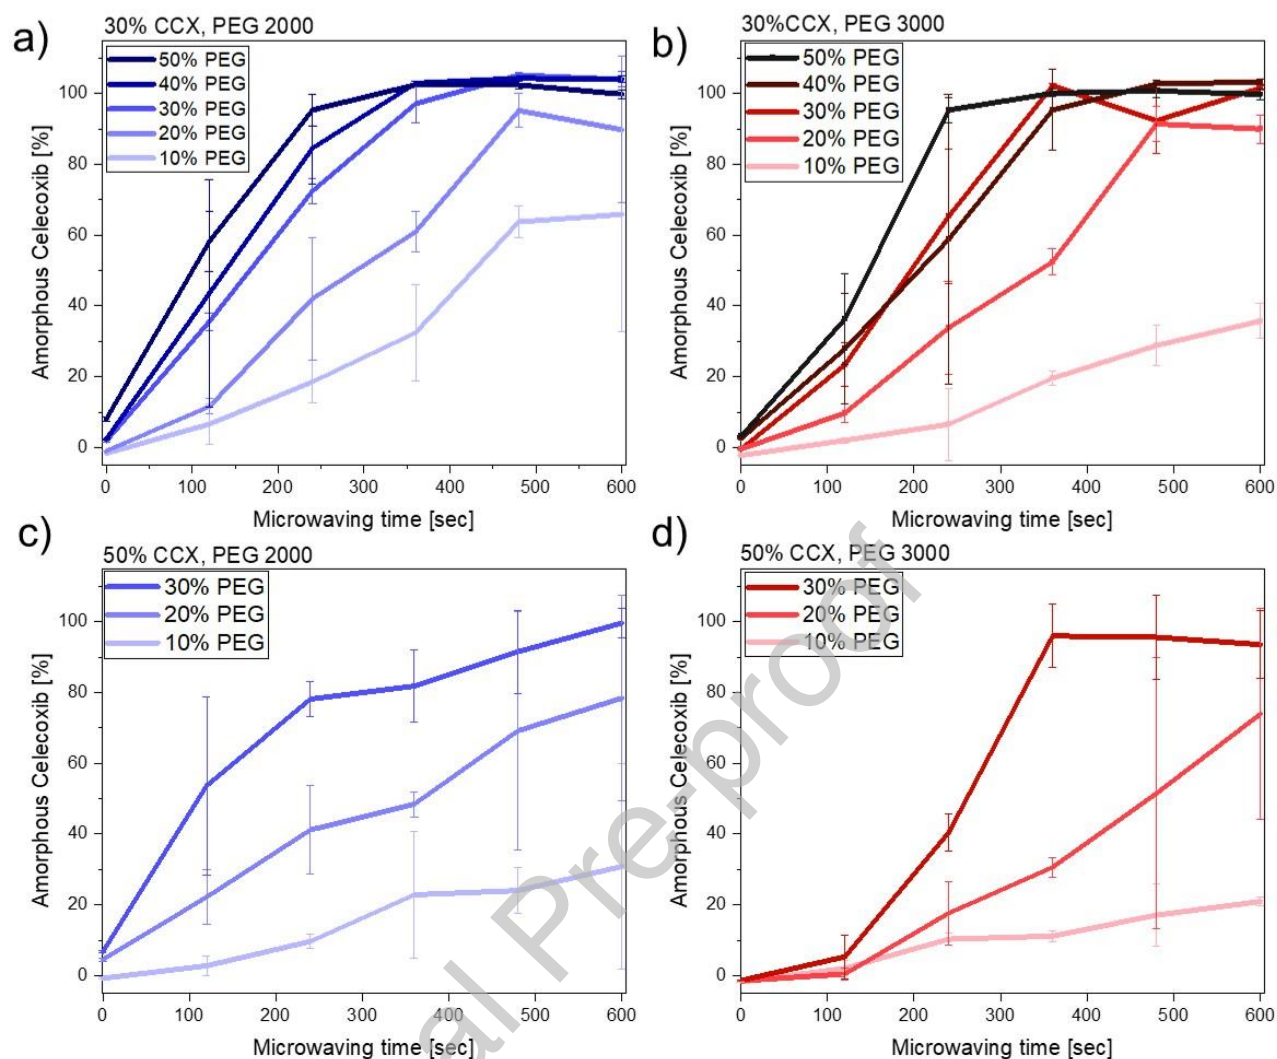 a)
30% CCX, PEG 2000
50% PEG
40% PEG
30% PEG
20% PEG
10% PEG
Amorphous Celecoxib [%]
100
80
60
40
20
0
0 100 200 300 400 500 600
Microwaving time [sec]
b)
30%CCX, PEG 3000
50% PEG
40% PEG
30% PEG
20% PEG
10% PEG
Amorphous Celecoxib [%]
100
80
60
40
20
0
0 100 200 300 400 500 600
Microwaving time [sec]
c)
50% CCX, PEG 2000
30% PEG
20% PEG
10% PEG
Amorphous Celecoxib [%]
100
80
60
40
20
0
0 100 200 300 400 500 600
Microwaving time [sec]
d)
50% CCX, PEG 3000
30% PEG
20% PEG
10% PEG
Amorphous Celecoxib [%]
100
80
60
40
20
0
0 100 200 300 400 500 600
Microwaving time [sec]
al Pre-proof